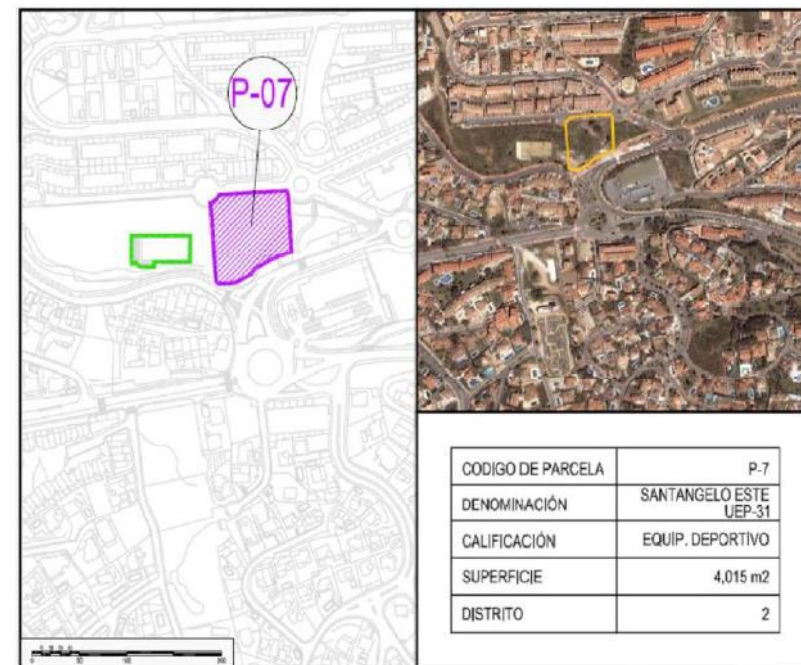 P-07
CODIGO DE PARCELA P-7
DENOMINACIÓN SANTANGELO ESTE
UEP-31
CALIFICACIÓN EQUIP. DEPORTIVO
SUPERFICIE 4,015 m2
DISTRITO 2